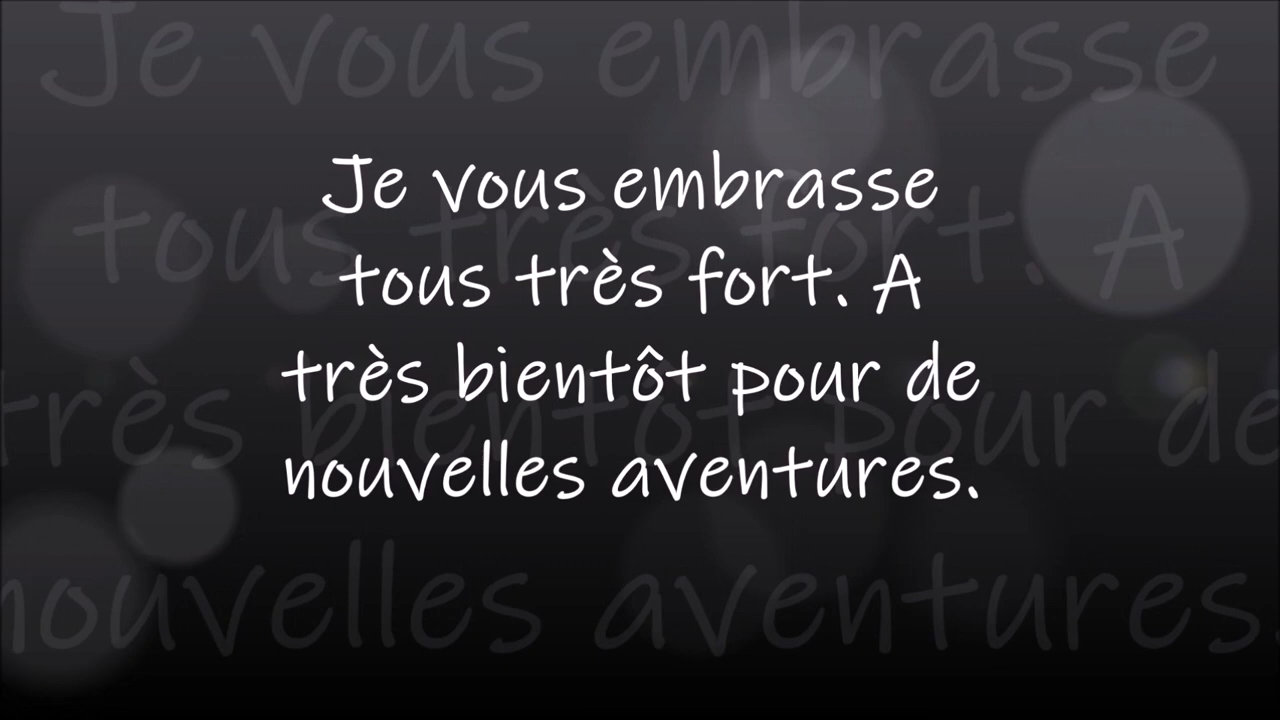 Je vous embrasse
tous très fort. A
très bientôt pour de
nouvelles aventures.